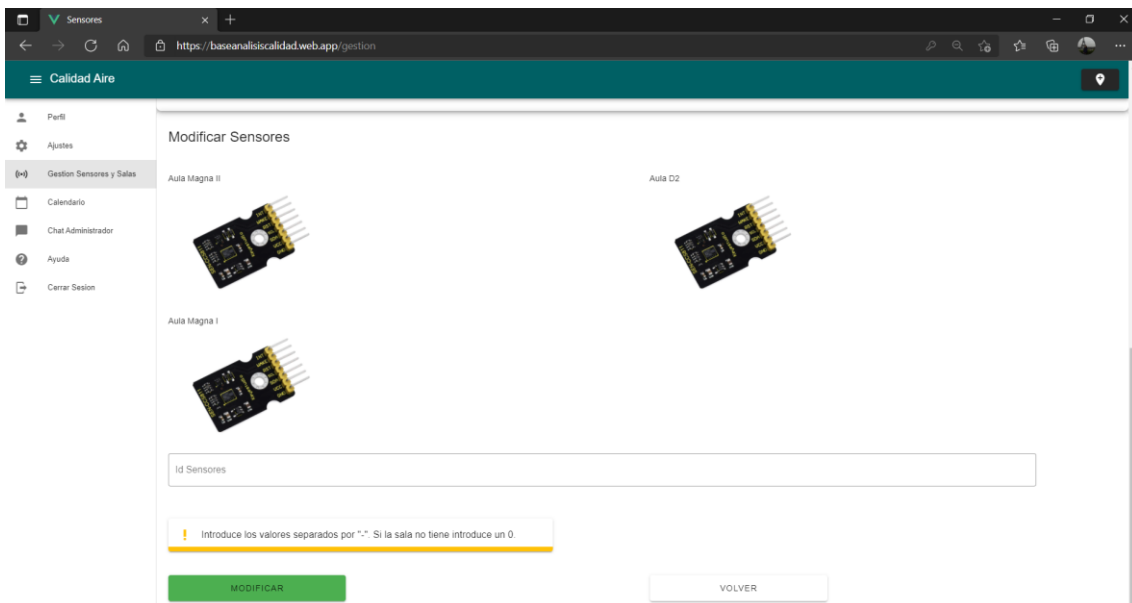 Sensores
https://baseanalisiscalidad.web.app/gestion
Calidad Aire
Perfil
Ajustes
Gestion Sensores y Salas
Calendario
Chat Administrador
Ayuda
Cerrar Sesion
Modificar Sensores
Aula Magna II
Aula D2
Aula Magna I
Id Sensores
Introduce los valores separados por "-". Si la sala no tiene introduce un 0.
MODIFICAR
VOLVER